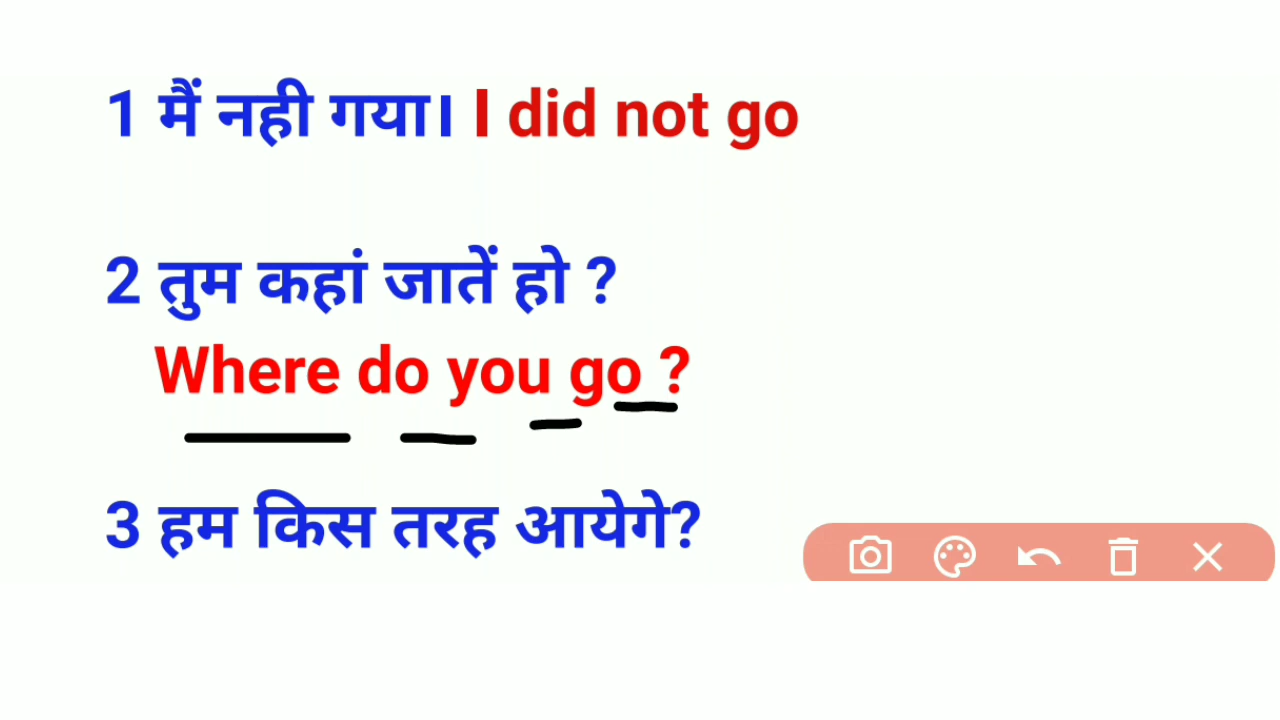 1 मैं नही गया। I did not go
2 तुम कहां जातें हो ?
Where do you go ?
3 हम किस तरह आयेगे?